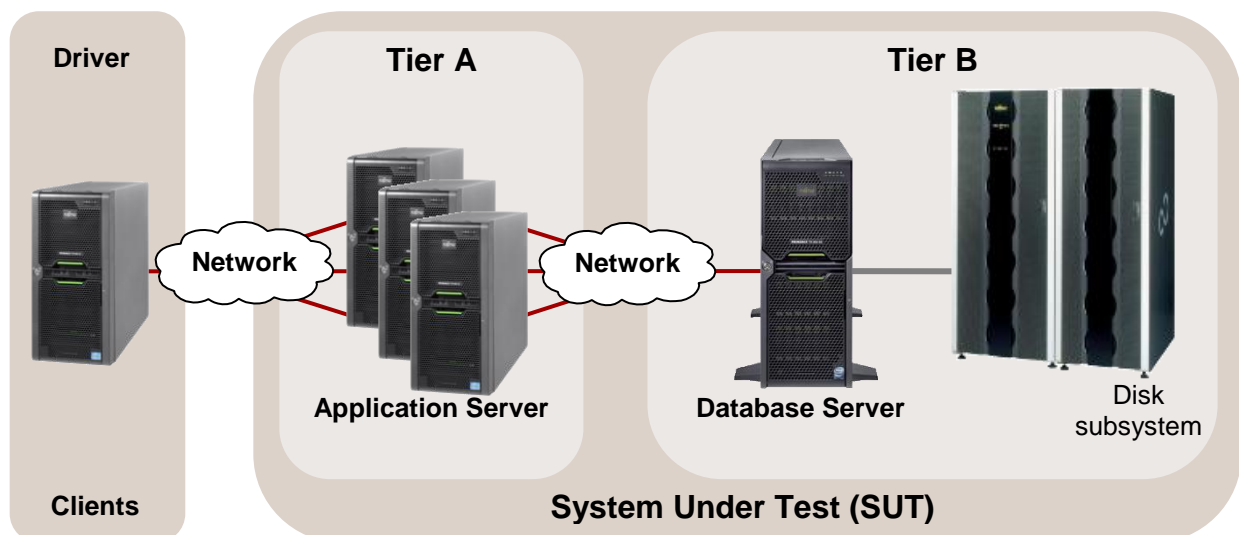 Driver
Tier A
Tier B
Network
Network
Application Server
Database Server
Disk
subsystem
Clients
System Under Test (SUT)